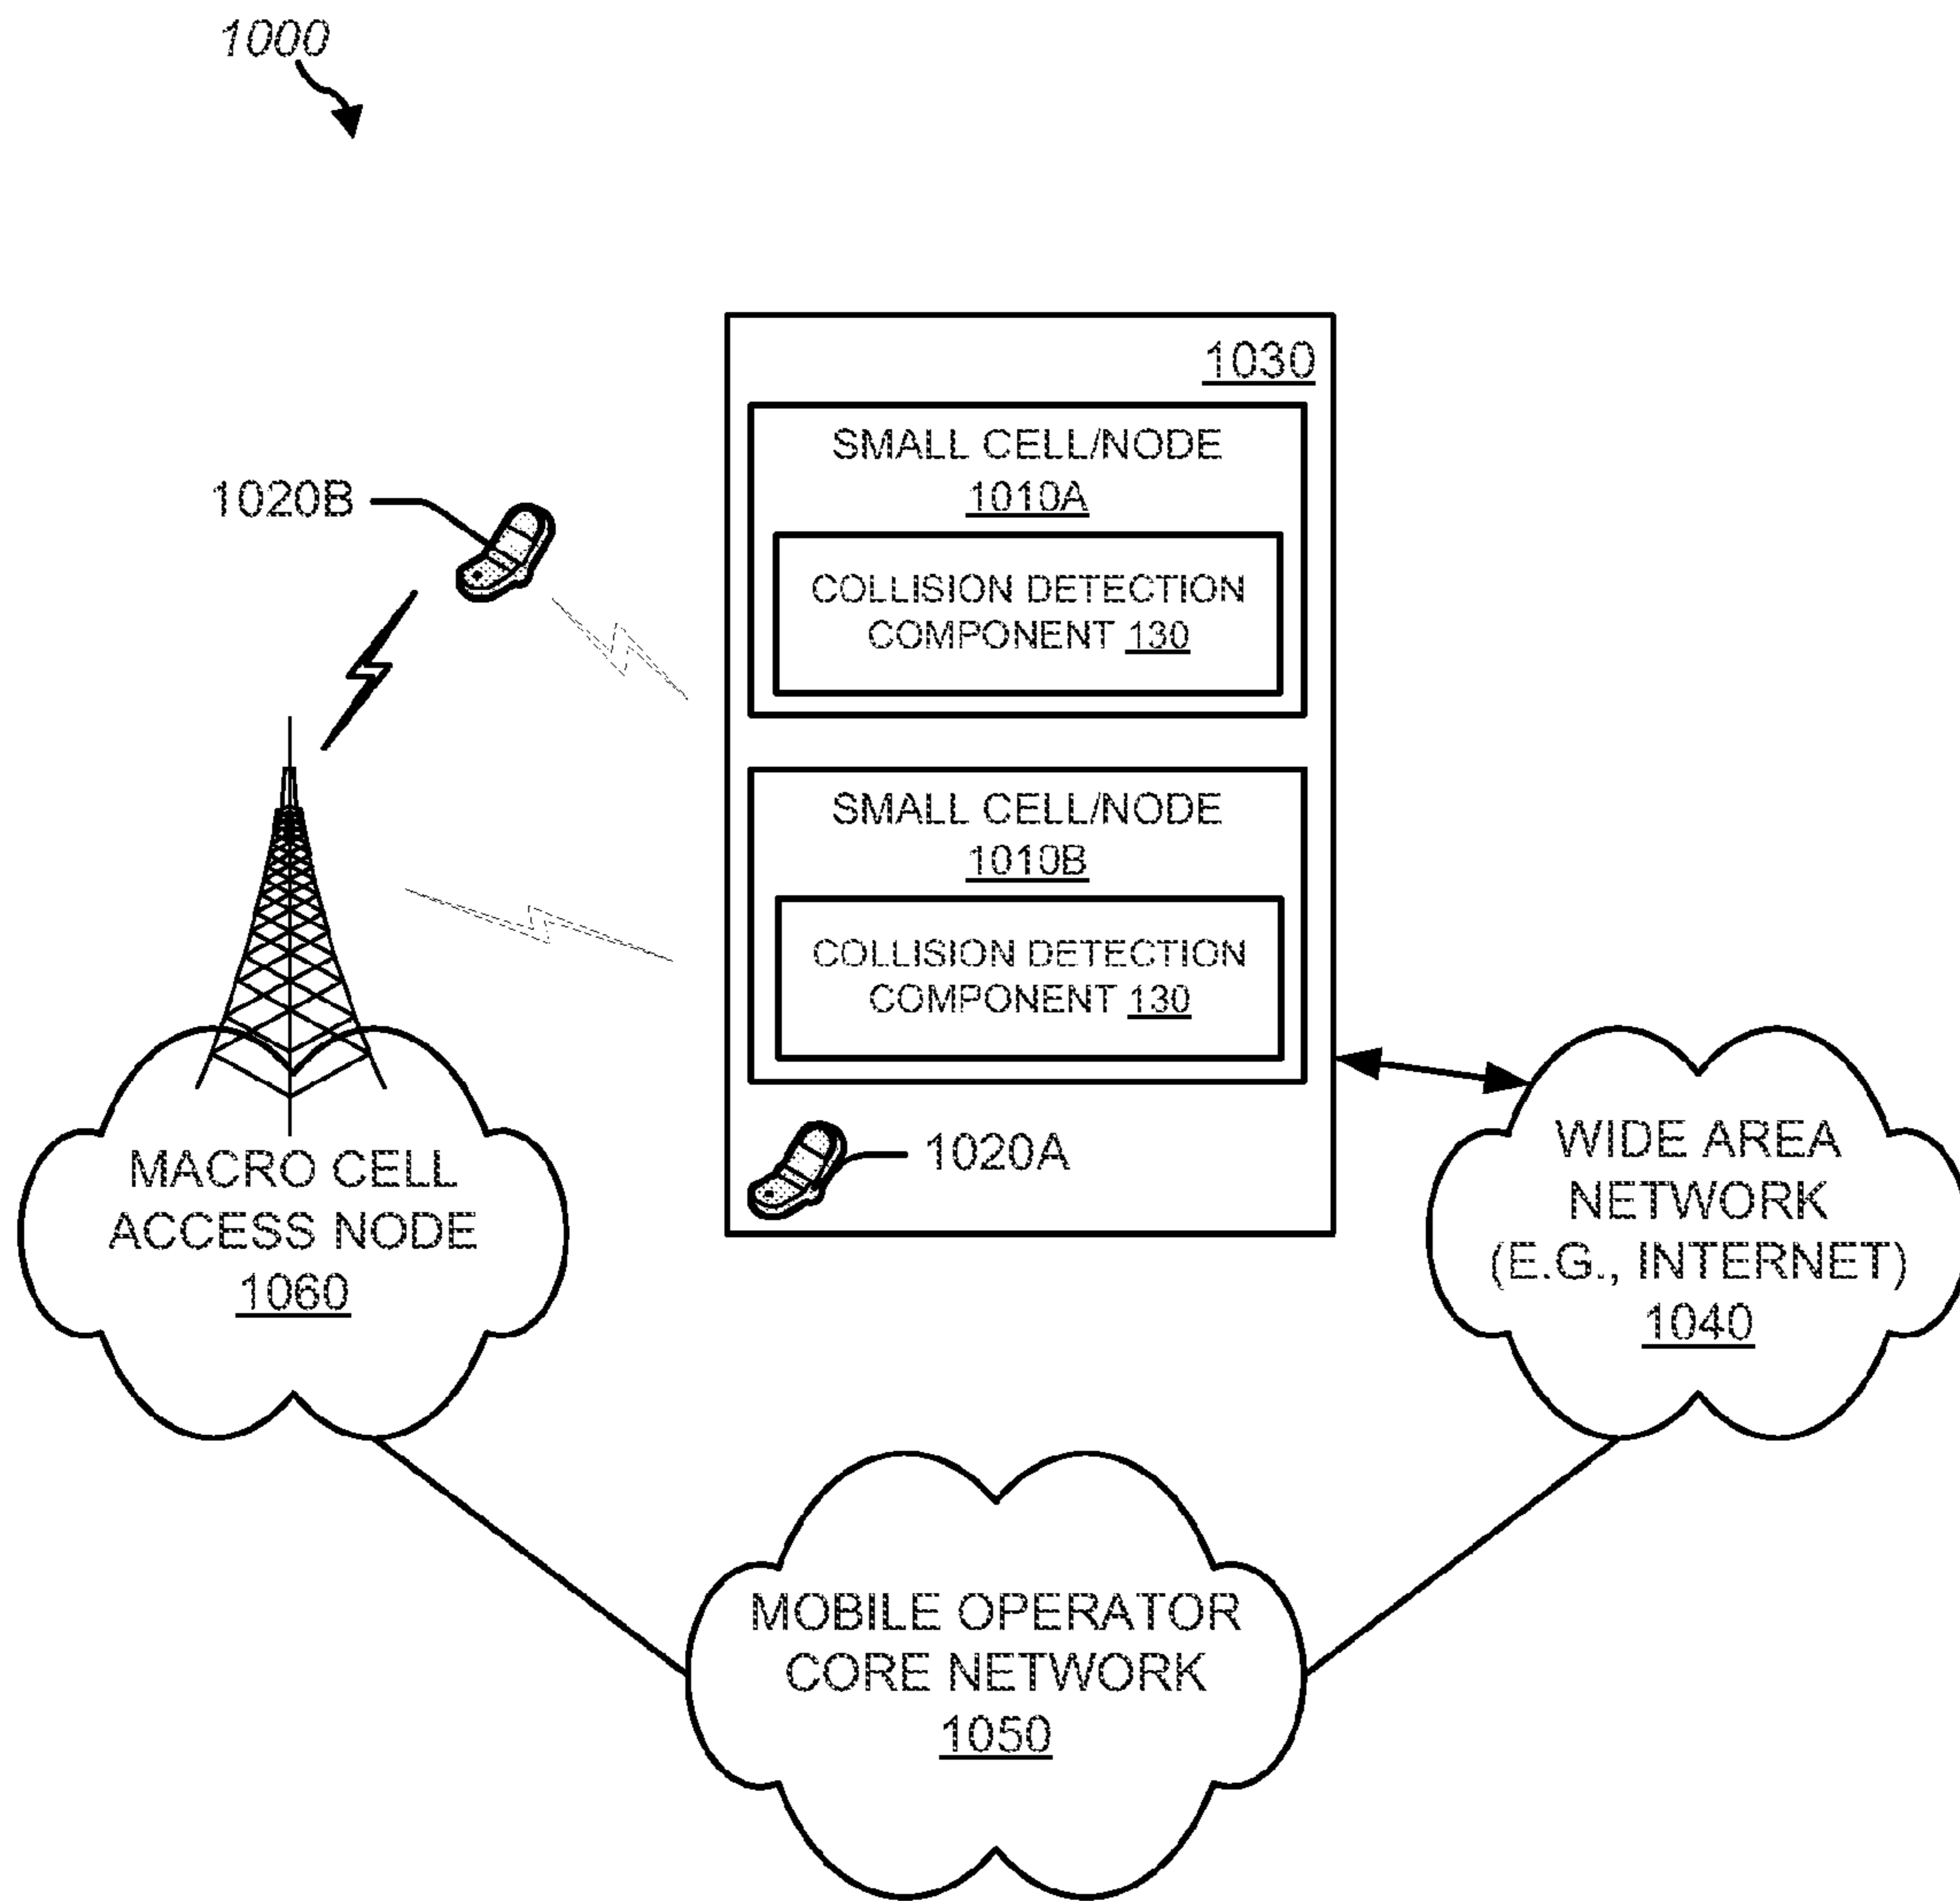 1000
1030
SMALL CELL/NODE
1010A
COLLISION DETECTION
COMPONENT 130
1020B
SMALL CELL/NODE
1010B
COLLISION DETECTION
COMPONENT 130
1020A
MACRO CELL
ACCESS NODE
1060
WIDE AREA
NETWORK
(E.G., INTERNET)
1040
MOBILE OPERATOR
CORE NETWORK
1050